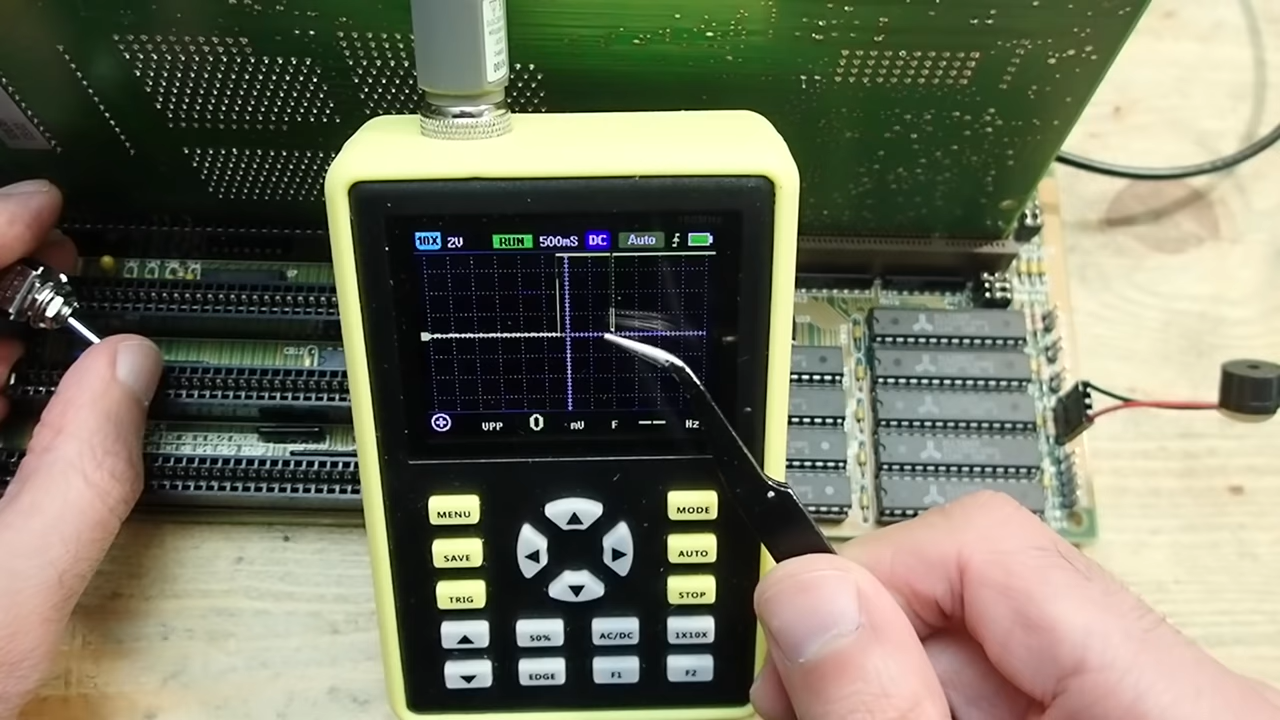 10X 2V RUN 500mS DC Auto
VPP 0 mV F —— Hz
MENU MODE
SAVE AUTO
TRIG STOP
50% AC/DC 1X10X
EDGE F1 F2